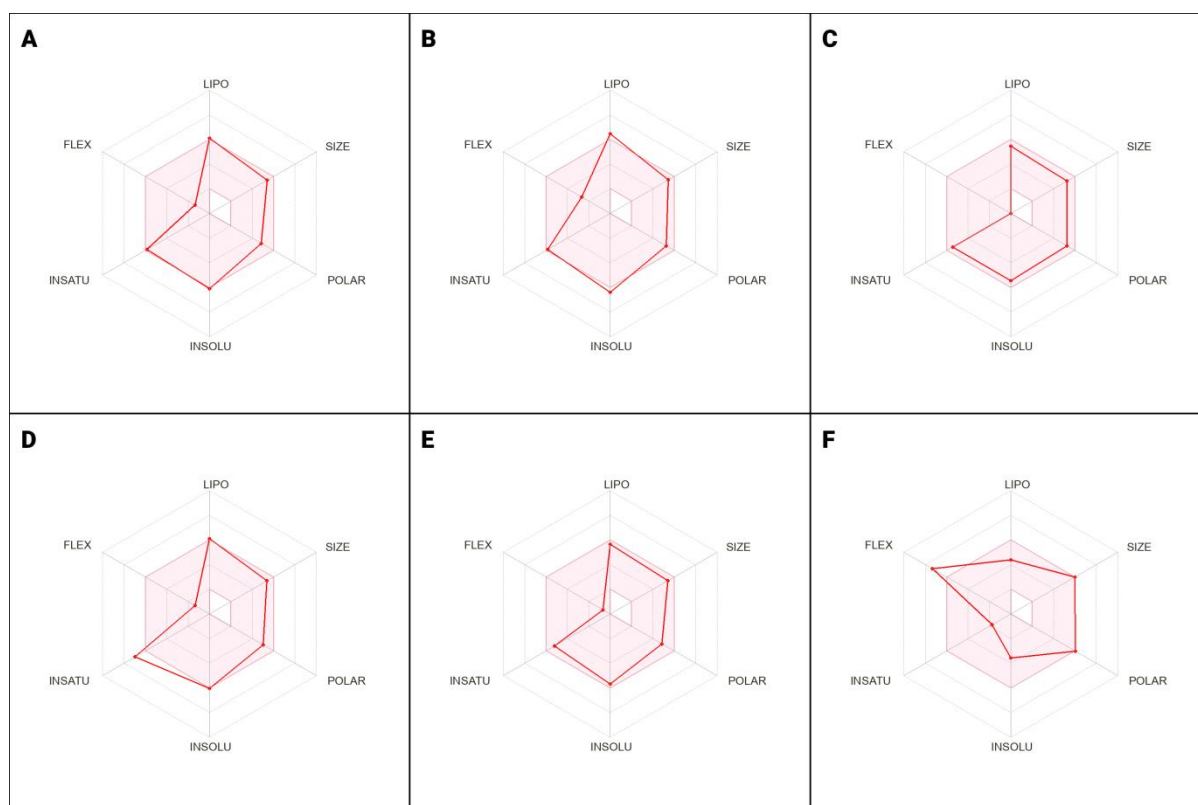 A
LIPO
FLEX
SIZE
INSATU
POLAR
INSOLU
B
LIPO
FLEX
SIZE
INSATU
POLAR
INSOLU
C
LIPO
FLEX
SIZE
INSATU
POLAR
INSOLU
D
LIPO
FLEX
SIZE
INSATU
POLAR
INSOLU
E
LIPO
FLEX
SIZE
INSATU
POLAR
INSOLU
F
LIPO
FLEX
SIZE
INSATU
POLAR
INSOLU